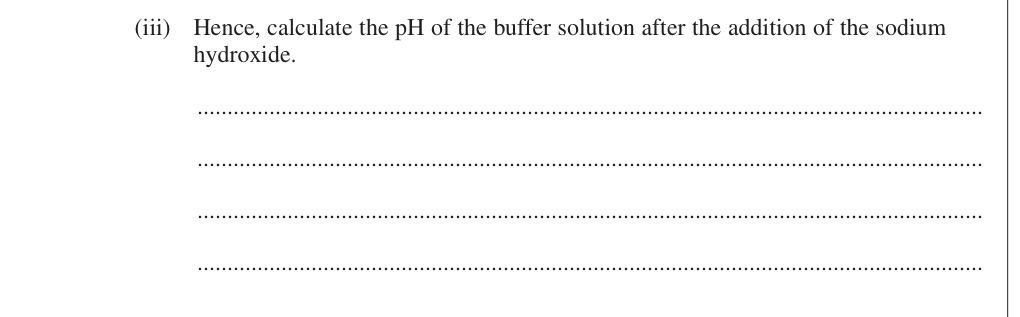 (iii) Hence, calculate the pH of the buffer solution after the addition of the sodium
hydroxide.